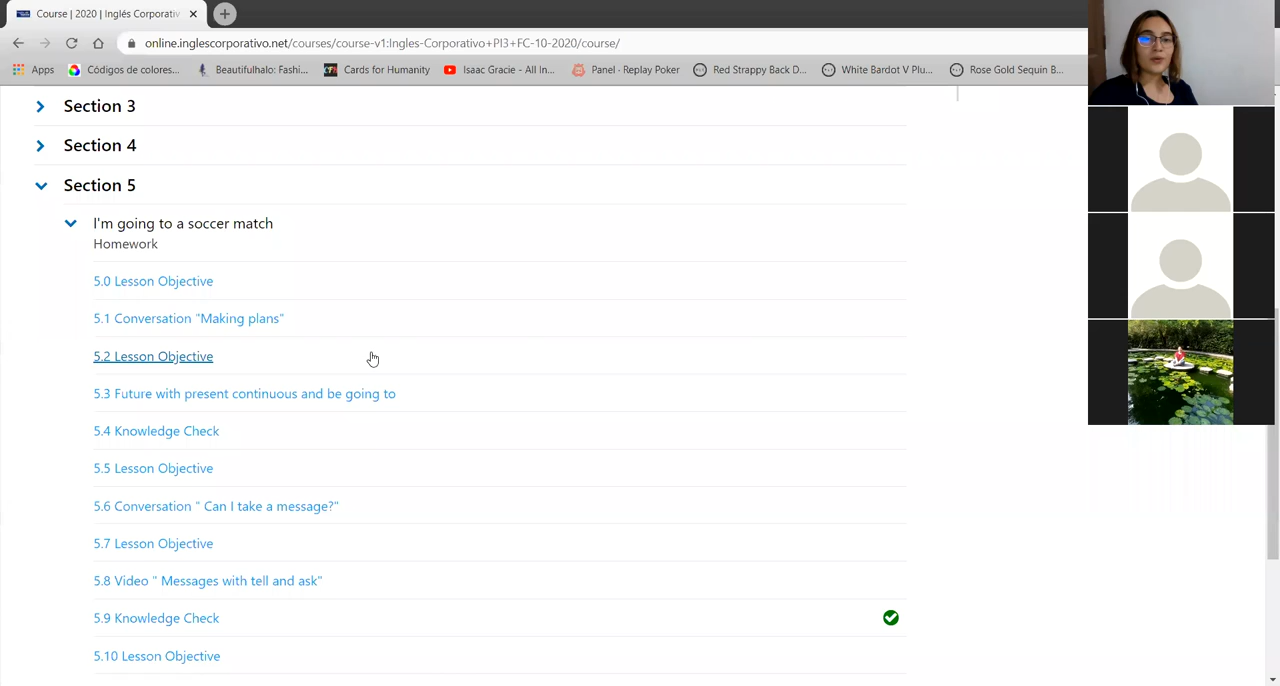 Course | 2020 | Inglés Corporativ
online.inglescorporativo.net/courses/course-v1:Ingles-Corporativo+PI3+FC-10-2020/course/
Apps Códigos de colores... Beautifulhalo: Fashi... Cards for Humanity Isaac Gracie - All In... Panel · Replay Poker Red Strappy Back D... White Bardot V Plu... Rose Gold Sequin B...
Section 3
Section 4
Section 5
I'm going to a soccer match
Homework
5.0 Lesson Objective
5.1 Conversation "Making plans"
5.2 Lesson Objective
5.3 Future with present continuous and be going to
5.4 Knowledge Check
5.5 Lesson Objective
5.6 Conversation " Can I take a message?"
5.7 Lesson Objective
5.8 Video " Messages with tell and ask"
5.9 Knowledge Check
5.10 Lesson Objective